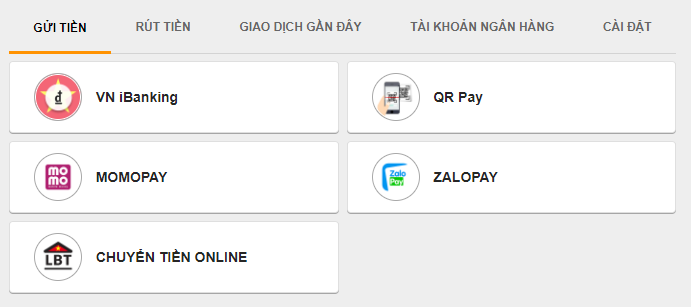 GỬI TIỀN RÚT TIỀN GIAO DỊCH GẦN ĐÂY TÀI KHOẢN NGÂN HÀNG CÀI ĐẶT
đ VN iBanking QR Pay
mo mo MOMOPAY Zalo Pay ZALOPAY
LBT CHUYỂN TIỀN ONLINE